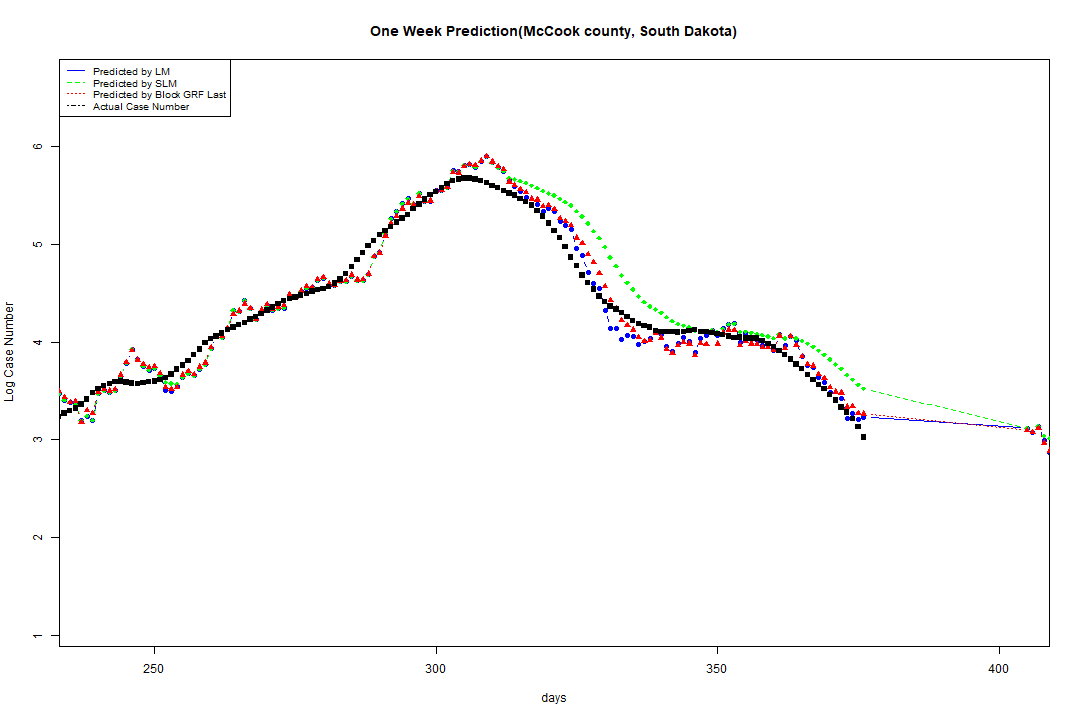 One Week Prediction(McCook county, South Dakota)
Predicted by LM
Predicted by SLM
Predicted by Block GRF Last
Actual Case Number
6
5
4
3
2
1
Log Case Number
250
300
350
400
days